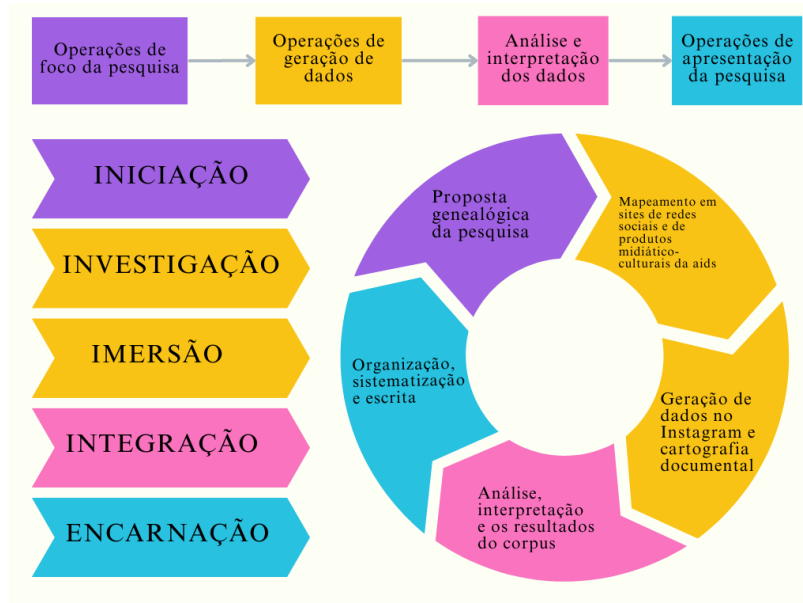 Operações de
foco da pesquisa
Operações de
geração de
dados
Análise e
interpretação
dos dados
Operações de
apresentação
da pesquisa
INICIAÇÃO
INVESTIGAÇÃO
IMERSÃO
INTEGRAÇÃO
ENCARNAÇÃO
Proposta
genealógica
da pesquisa
Mapeamento em
sites de redes
sociais e de
produtos
midiático-
culturais da aids
Geração de
dados no
Instagram e
cartografia
documental
Análise,
interpretação
e os resultados
do corpus
Organização,
sistematização
e escrita